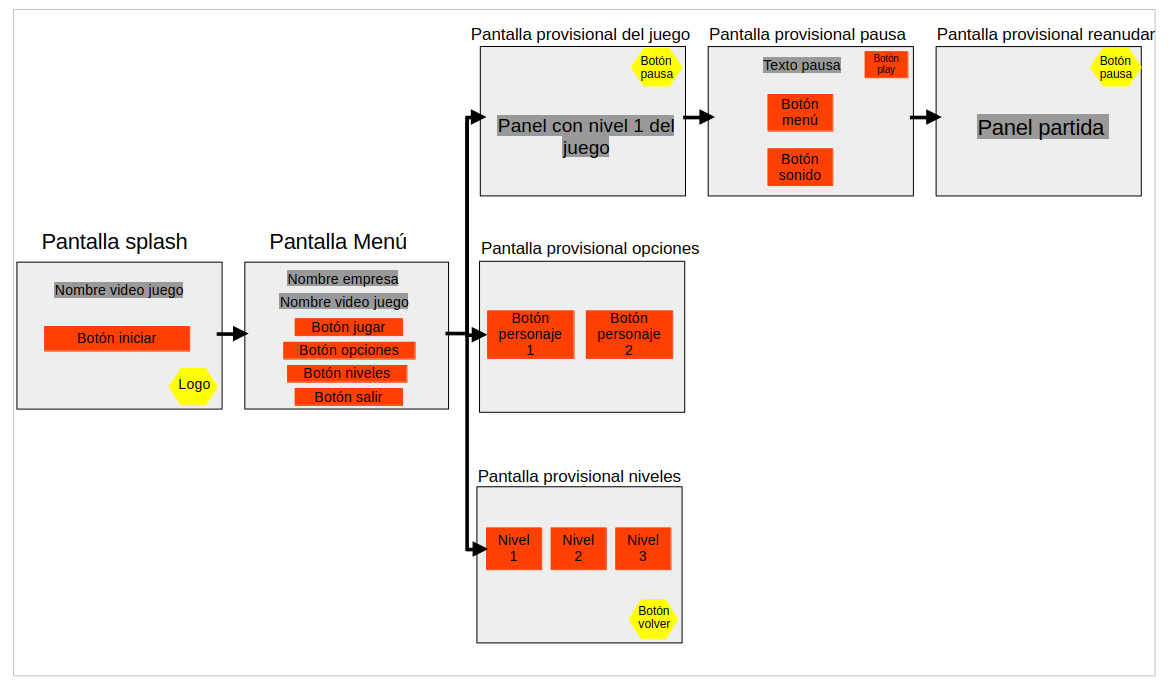 Pantalla provisional del juego
Botón
pausa
Panel con nivel 1 del
juego
Pantalla provisional pausa
Texto pausa
Botón
play
Botón
menú
Botón
sonido
Pantalla provisional reanudar
Botón
pausa
Panel partida
Pantalla splash
Nombre video juego
Botón iniciar
Logo
Pantalla Menú
Nombre empresa
Nombre video juego
Botón jugar
Botón opciones
Botón niveles
Botón salir
Pantalla provisional opciones
Botón
personaje
1
Botón
personaje
2
Pantalla provisional niveles
Nivel
1
Nivel
2
Nivel
3
Botón
volver